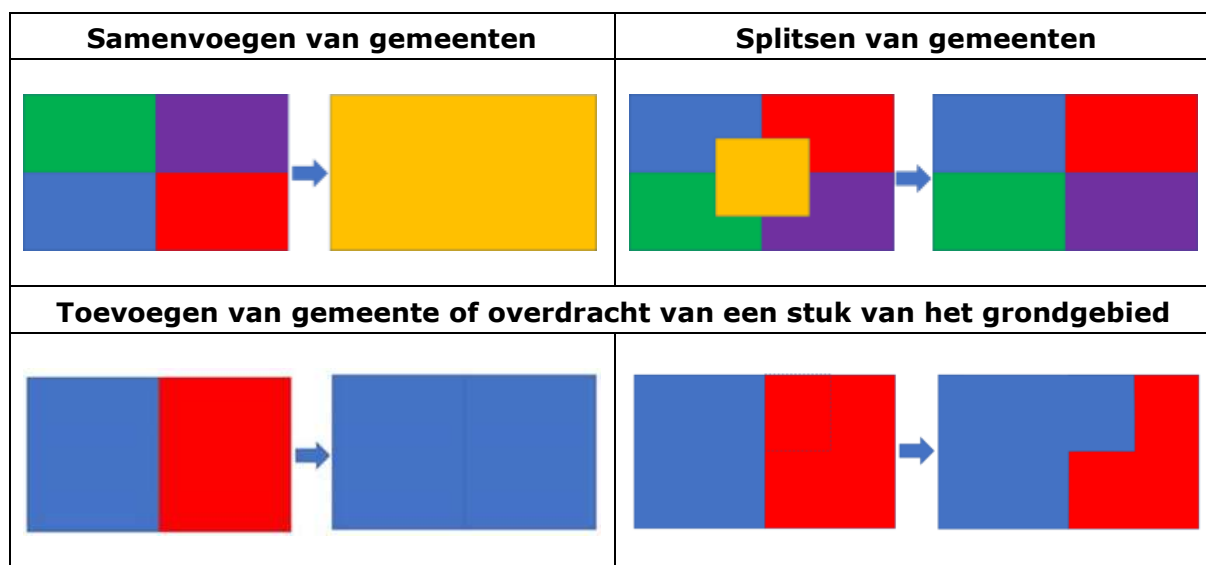 Samenvoegen van gemeenten
Splitsen van gemeenten
Toevoegen van gemeente of overdracht van een stuk van het grondgebied